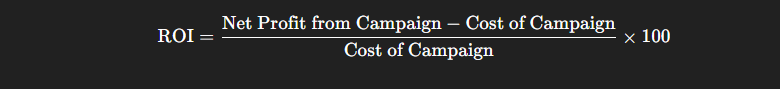 ROI = Net Profit from Campaign − Cost of Campaign / Cost of Campaign × 100